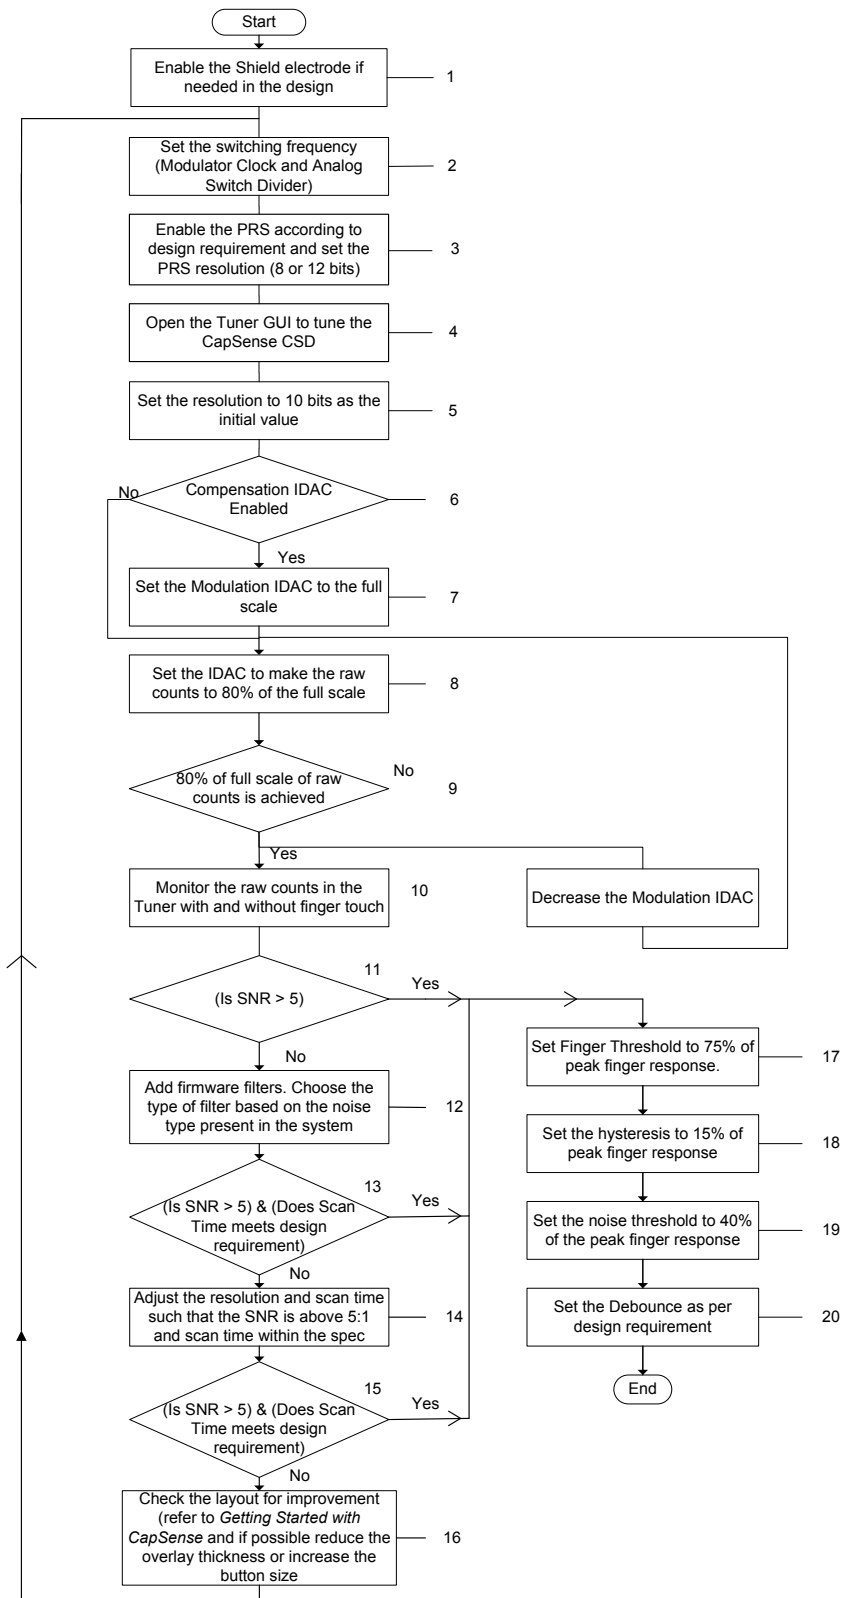 Start
Enable the Shield electrode if
needed in the design
1
Set the switching frequency
(Modulator Clock and Analog
Switch Divider)
2
Enable the PRS according to
design requirement and set the
PRS resolution (8 or 12 bits)
3
Open the Tuner GUI to tune the
CapSense CSD
4
Set the resolution to 10 bits as the
initial value
5
No
Compensation IDAC
Enabled
6
Yes
Set the Modulation IDAC to the full
scale
7
Set the IDAC to make the raw
counts to 80% of the full scale
8
80% of full scale of raw
counts is achieved
No
9
Yes
Monitor the raw counts in the
Tuner with and without finger touch
10
Decrease the Modulation IDAC
(Is SNR > 5)
11
Yes
No
Add firmware filters. Choose the
type of filter based on the noise
type present in the system
12
(Is SNR > 5) & (Does Scan
Time meets design
requirement)
13
Yes
No
Adjust the resolution and scan time
such that the SNR is above 5:1
and scan time within the spec
14
(Is SNR > 5) & (Does Scan
Time meets design
requirement)
15
Yes
No
Check the layout for improvement
(refer to Getting Started with
CapSense and if possible reduce the
overlay thickness or increase the
button size
16
Set Finger Threshold to 75% of
peak finger response.
17
Set the hysteresis to 15% of
peak finger response
18
Set the noise threshold to 40%
of the peak finger response
19
Set the Debounce as per
design requirement
20
End